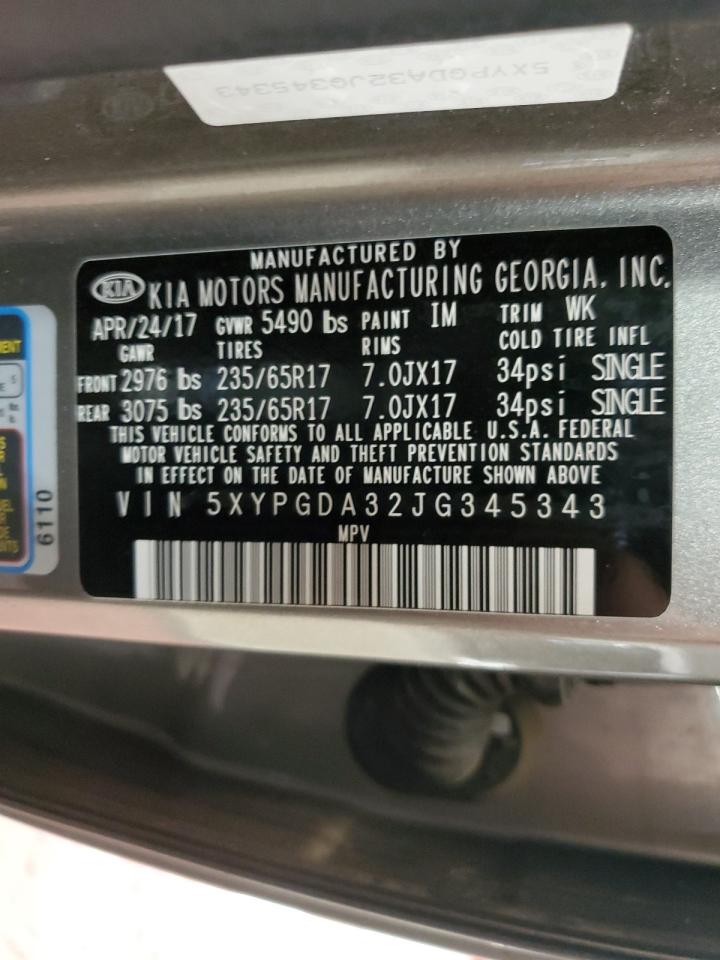 5XYPGDA32JG345343
MANUFACTURED BY
KIA KIA MOTORS MANUFACTURING GEORGIA, INC.
APR/24/17 GVWR 5490 lbs PAINT IM TRIM WK
GAWR TIRES RIMS COLD TIRE INFL
FRONT 2976 lbs 235/65R17 7.0JX17 34psi SINGLE
REAR 3075 lbs 235/65R17 7.0JX17 34psi SINGLE
THIS VEHICLE CONFORMS TO ALL APPLICABLE U.S.A. FEDERAL
MOTOR VEHICLE SAFETY AND THEFT PREVENTION STANDARDS
IN EFFECT ON THE DATE OF MANUFACTURE SHOWN ABOVE
VIN 5XYPGDA32JG345343
MPV
6110